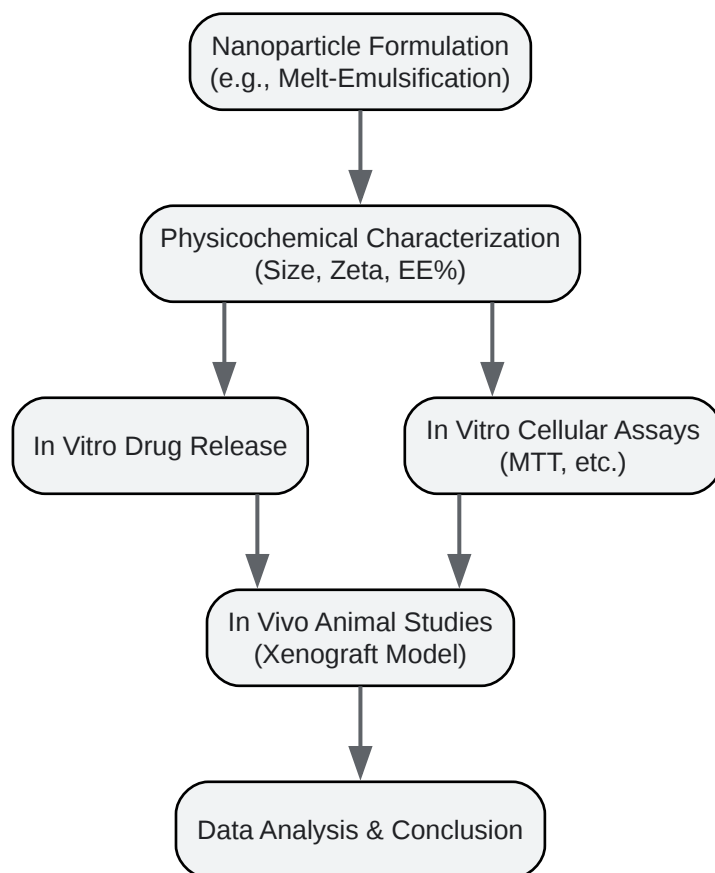 Nanoparticle Formulation
(e.g., Melt-Emulsification)
Physicochemical Characterization
(Size, Zeta, EE%)
In Vitro Drug Release
In Vitro Cellular Assays
(MTT, etc.)
In Vivo Animal Studies
(Xenograft Model)
Data Analysis & Conclusion